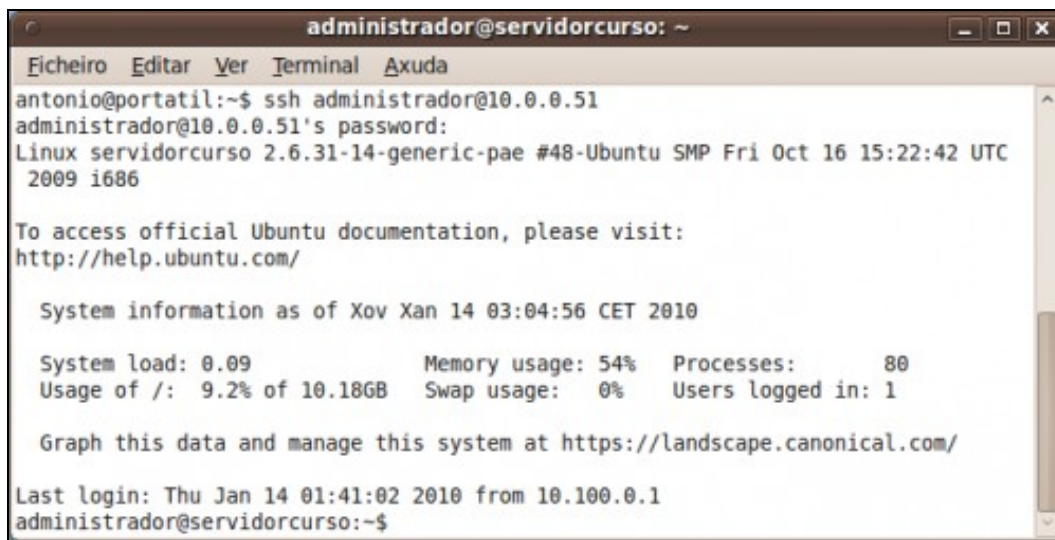 administrador@servidorcurso: ~
Ficheiro Editar Ver Terminal Axuda
antonio@portatil:~$ ssh administrador@10.0.0.51
administrador@10.0.0.51's password:
Linux servidorcurso 2.6.31-14-generic-pae #48-Ubuntu SMP Fri Oct 16 15:22:42 UTC
2009 i686
To access official Ubuntu documentation, please visit:
http://help.ubuntu.com/
System information as of Xov Xan 14 03:04:56 CET 2010
System load: 0.09 Memory usage: 54% Processes: 80
Usage of /: 9.2% of 10.18GB Swap usage: 0% Users logged in: 1
Graph this data and manage this system at https://landscape.canonical.com/
Last login: Thu Jan 14 01:41:02 2010 from 10.100.0.1
administrador@servidorcurso:~$